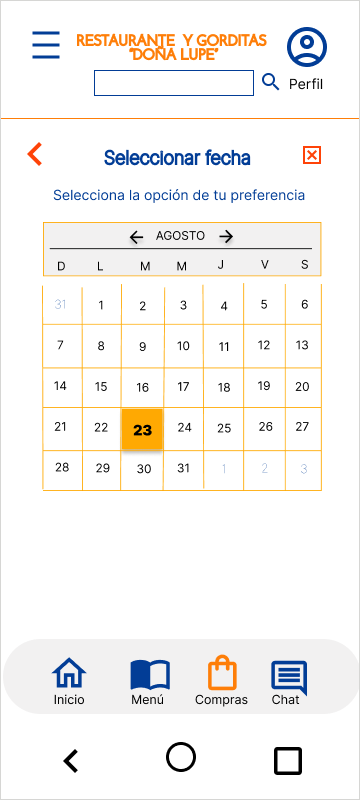 RESTAURANTE Y GORDITAS
"DOÑA LUPE"
Perfil
Seleccionar fecha
Selecciona la opción de tu preferencia
AGOSTO
D L M M J V S
31 1 2 3 4 5 6
7 8 9 10 11 12 13
14 15 16 17 18 19 20
21 22 23 24 25 26 27
28 29 30 31 1 2 3
Inicio Menú Compras Chat